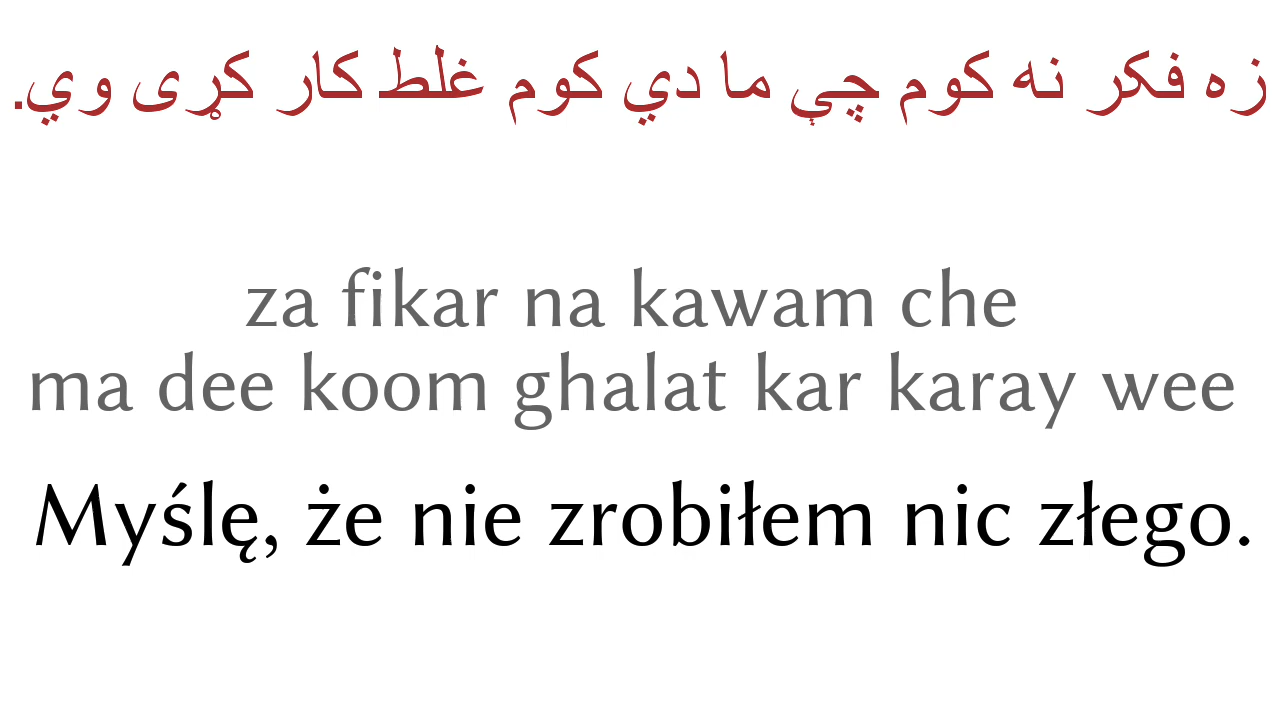 زه فکر نه کوم چې ما دي کوم غلط کار کړی وي.
za fikar na kawam che
ma dee koom ghalat kar karay wee
Myślę, że nie zrobiłem nic złego.